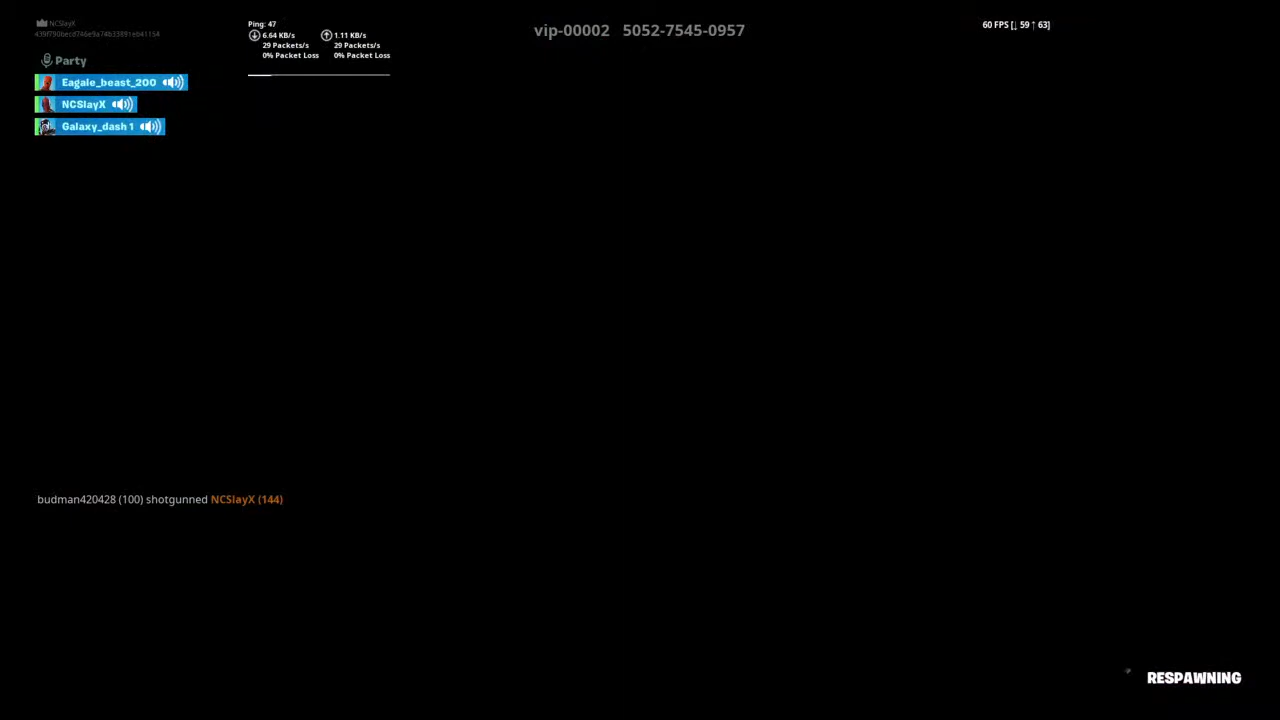 NCSlayX
Ping: 47
6.64 KB/s 1.11 KB/s
29 Packets/s 29 Packets/s
0% Packet Loss 0% Packet Loss
vip-00002 5052-7545-0957
60 FPS [↓ 59 ↑ 63]
Party
Eagale_beast_200
NCSlayX
Galaxy_dash 1
budman420428 (100) shotgunned NCSlayX (144)
RESPAWNING